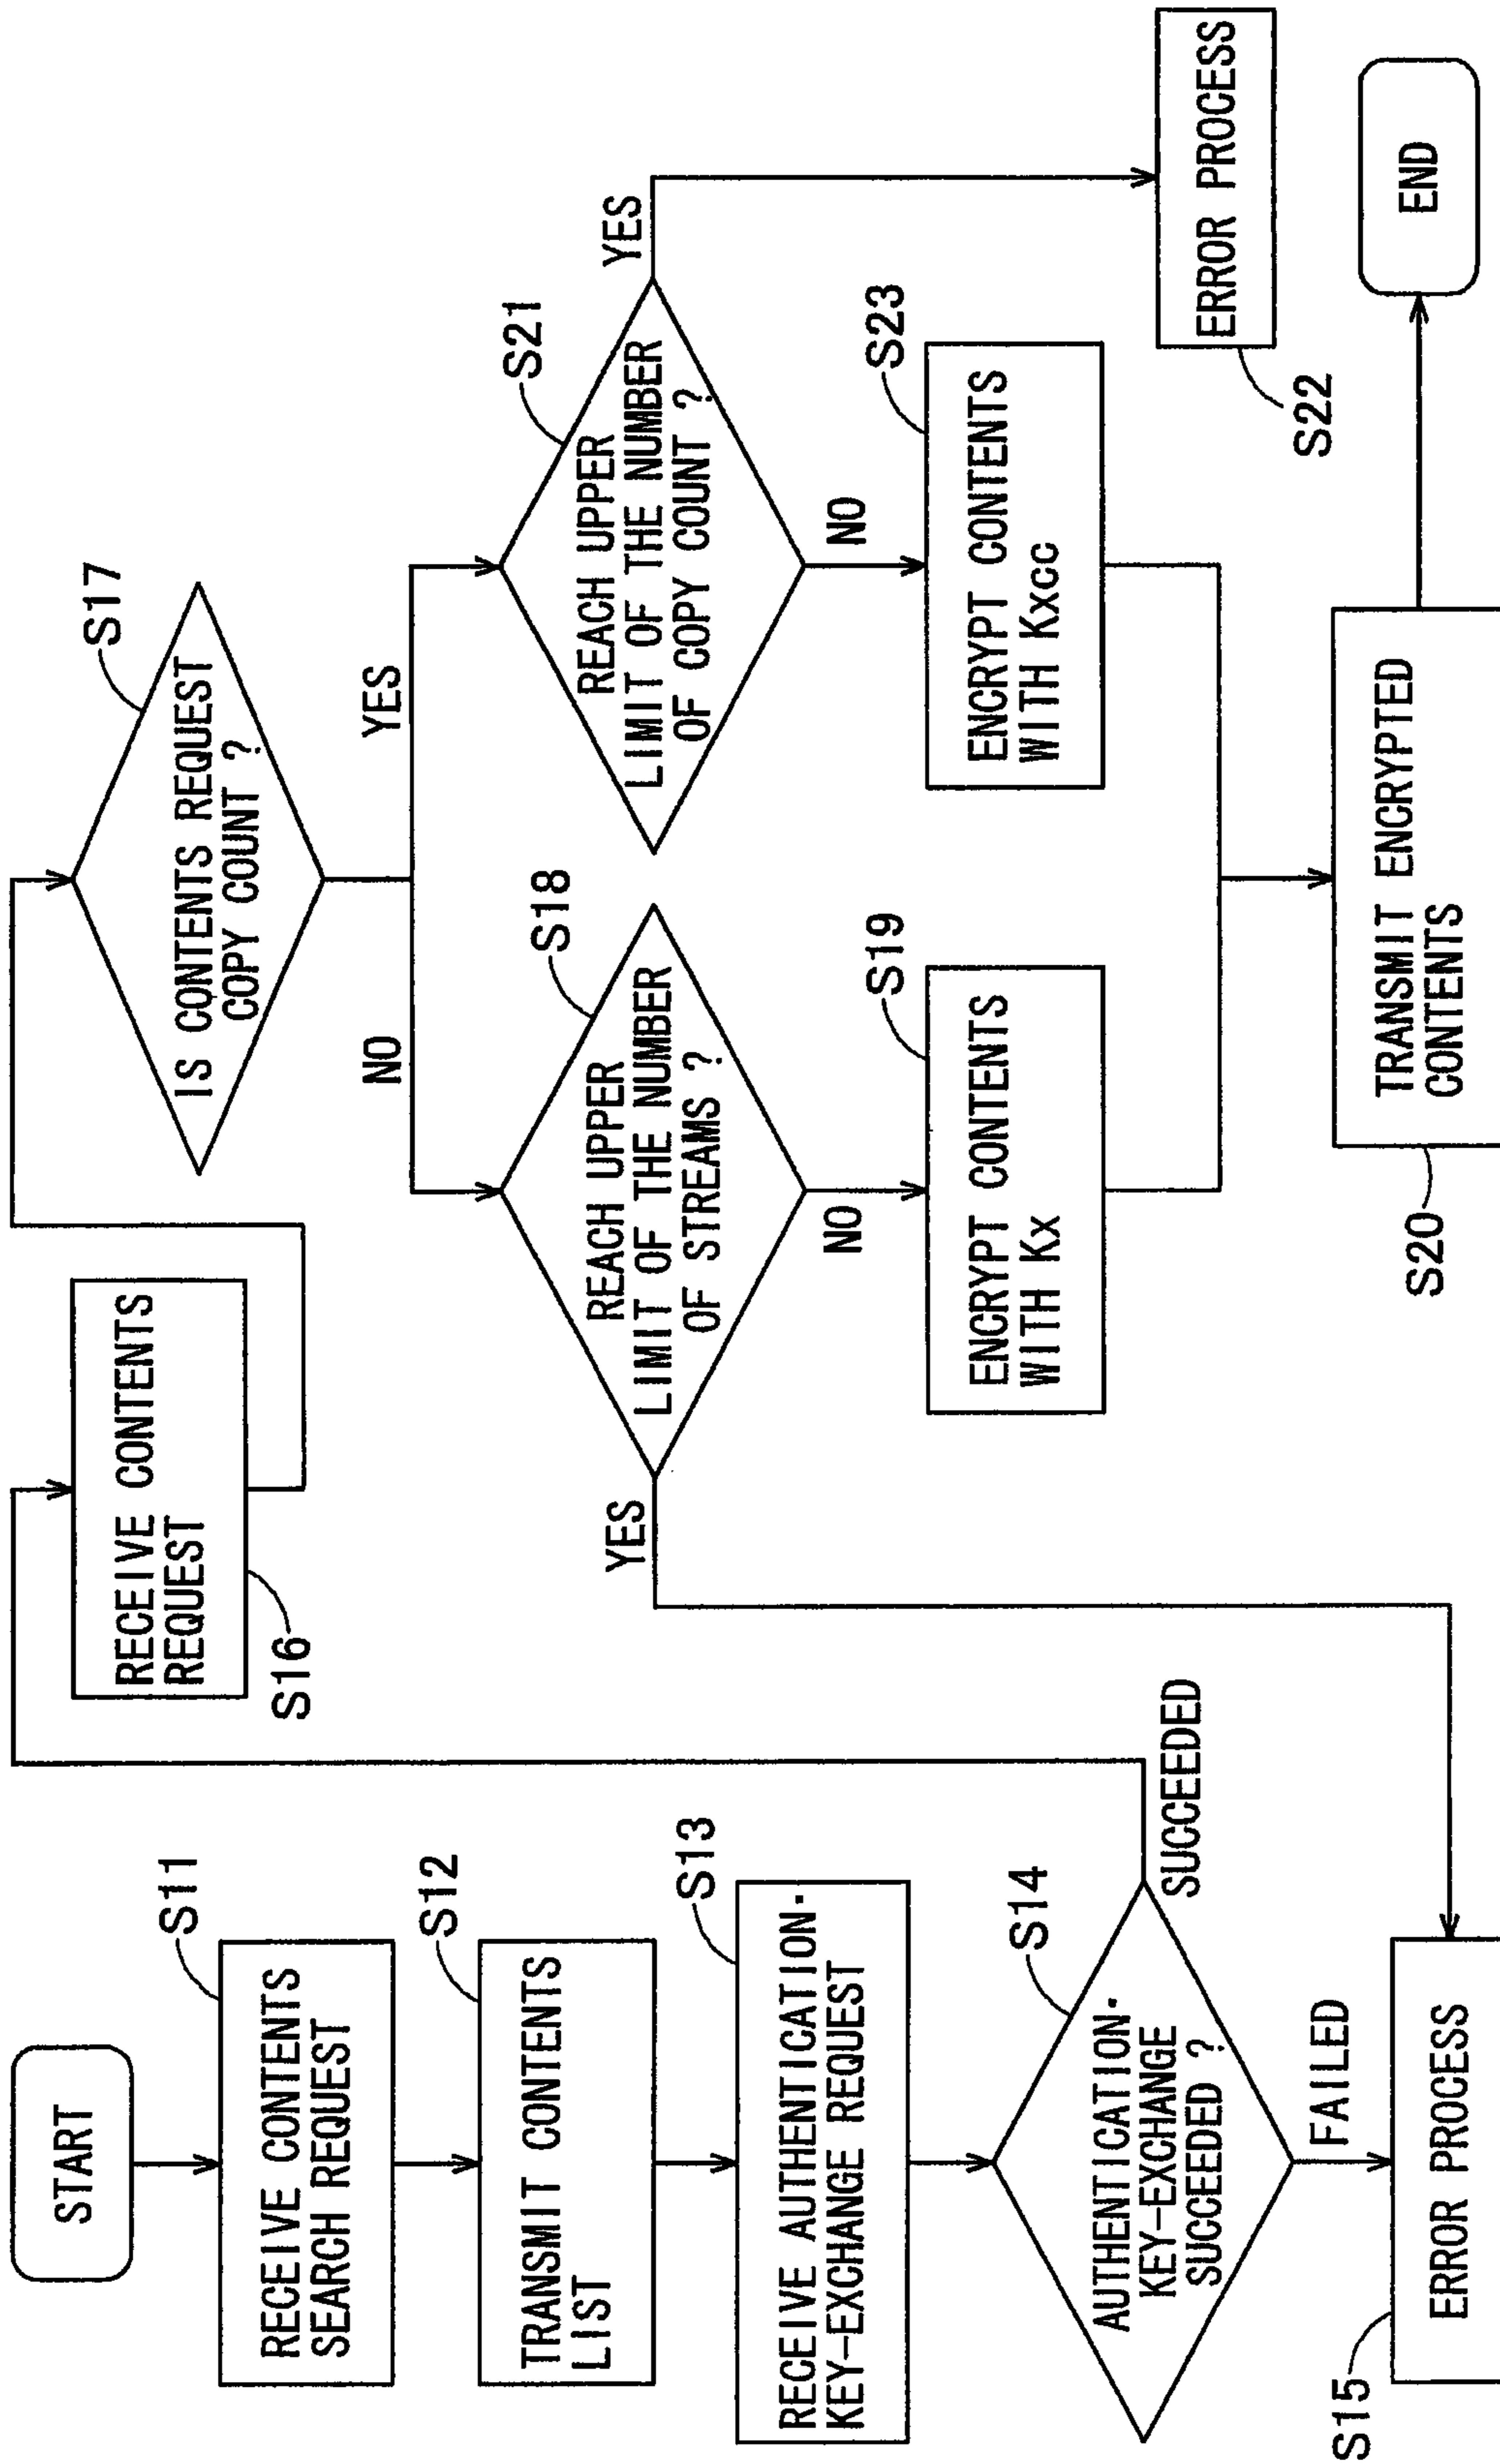 START
S11
RECEIVE CONTENTS
SEARCH REQUEST
S12
TRANSMIT CONTENTS
LIST
S13
RECEIVE AUTHENTICATION·
KEY-EXCHANGE REQUEST
S14
AUTHENTICATION·
KEY-EXCHANGE
SUCCEEDED ?
SUCCEEDED
FAILED
S15
ERROR PROCESS
RECEIVE CONTENTS
REQUEST
S16
S17
IS CONTENTS REQUEST
COPY COUNT ?
NO
YES
S18
REACH UPPER
LIMIT OF THE NUMBER
OF STREAMS ?
YES
NO
S19
ENCRYPT CONTENTS
WITH Kx
S21
REACH UPPER
LIMIT OF THE NUMBER
OF COPY COUNT ?
YES
NO
S23
ENCRYPT CONTENTS
WITH Kxcc
ERROR PROCESS
S22
TRANSMIT ENCRYPTED
CONTENTS
S20
END